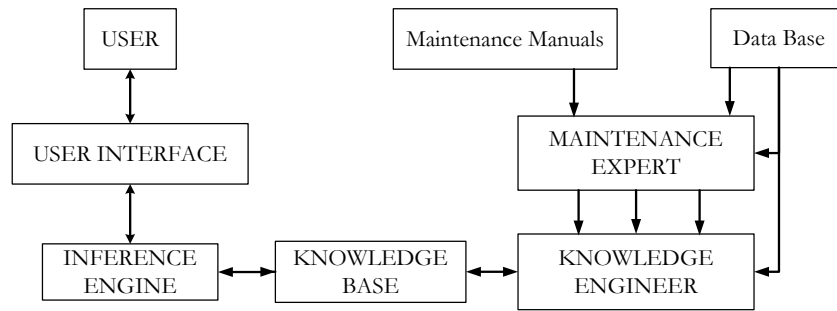 USER
Maintenance Manuals
Data Base
USER INTERFACE
MAINTENANCE
EXPERT
INFERENCE
ENGINE
KNOWLEDGE
BASE
KNOWLEDGE
ENGINEER